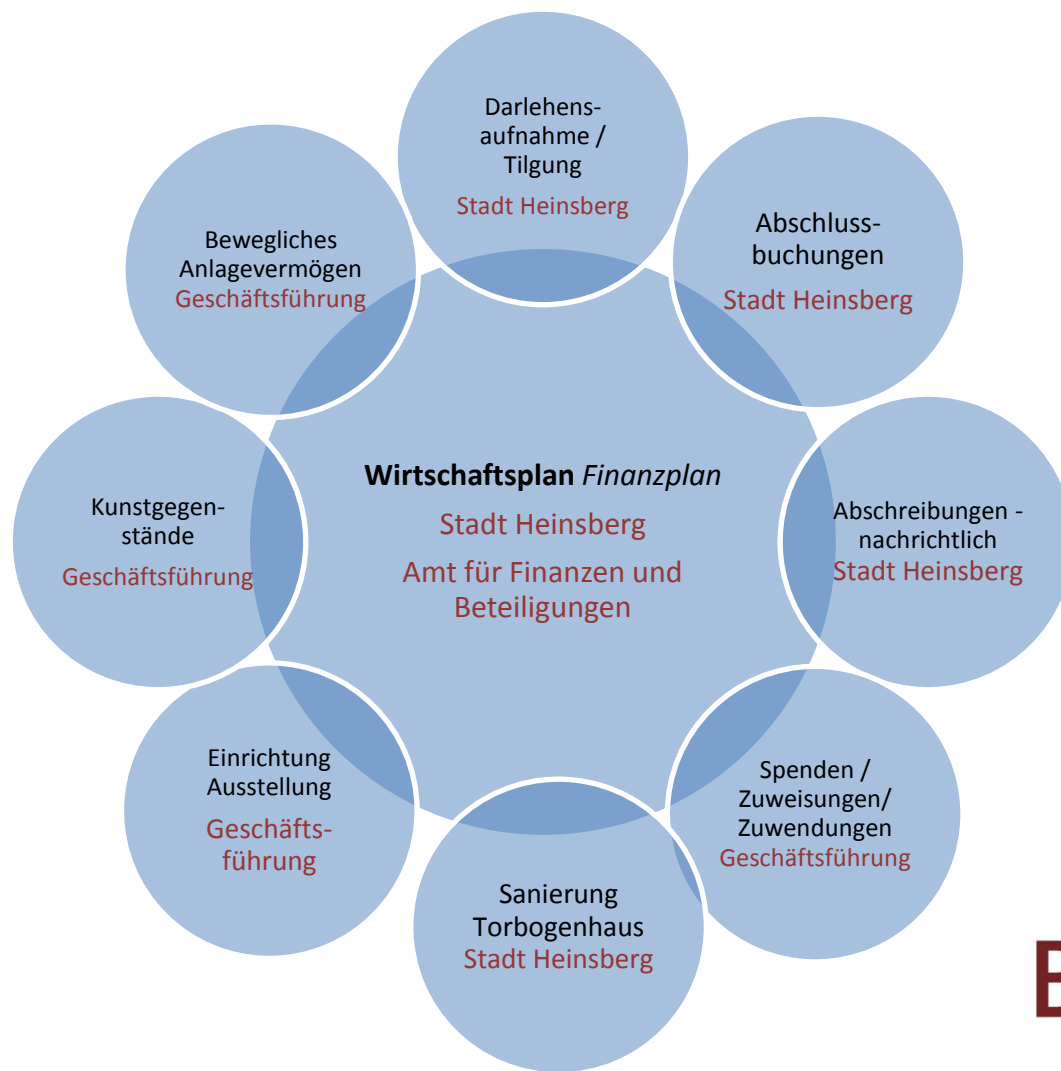 Darlehens-
aufnahme /
Tilgung
Stadt Heinsberg
Abschluss-
buchungen
Stadt Heinsberg
Abschreibungen -
nachrichtlich
Stadt Heinsberg
Spenden /
Zuweisungen/
Zuwendungen
Geschäftsführung
Sanierung
Torbogenhaus
Stadt Heinsberg
Einrichtung
Ausstellung
Geschäfts-
führung
Kunstgegen-
stände
Geschäftsführung
Bewegliches
Anlagevermögen
Geschäftsführung
Wirtschaftsplan Finanzplan
Stadt Heinsberg
Amt für Finanzen und
Beteiligungen